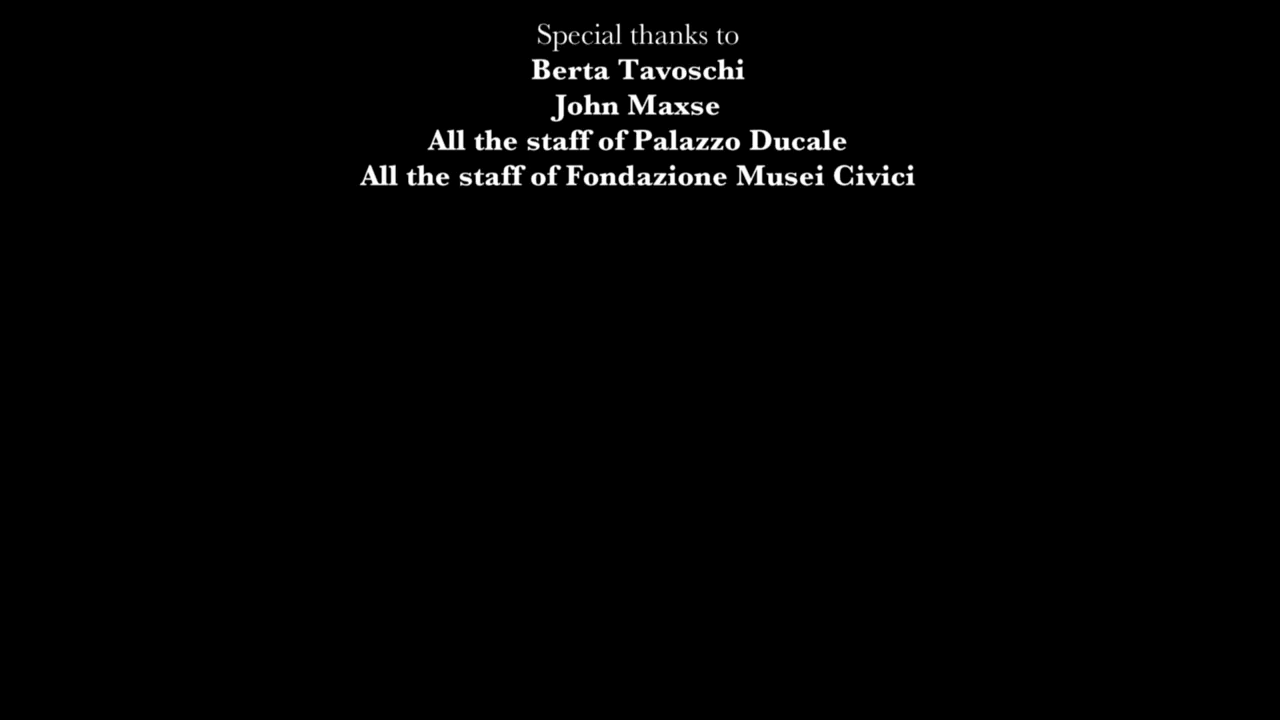 Special thanks to
Berta Tavoschi
John Maxse
All the staff of Palazzo Ducale
All the staff of Fondazione Musei Civici